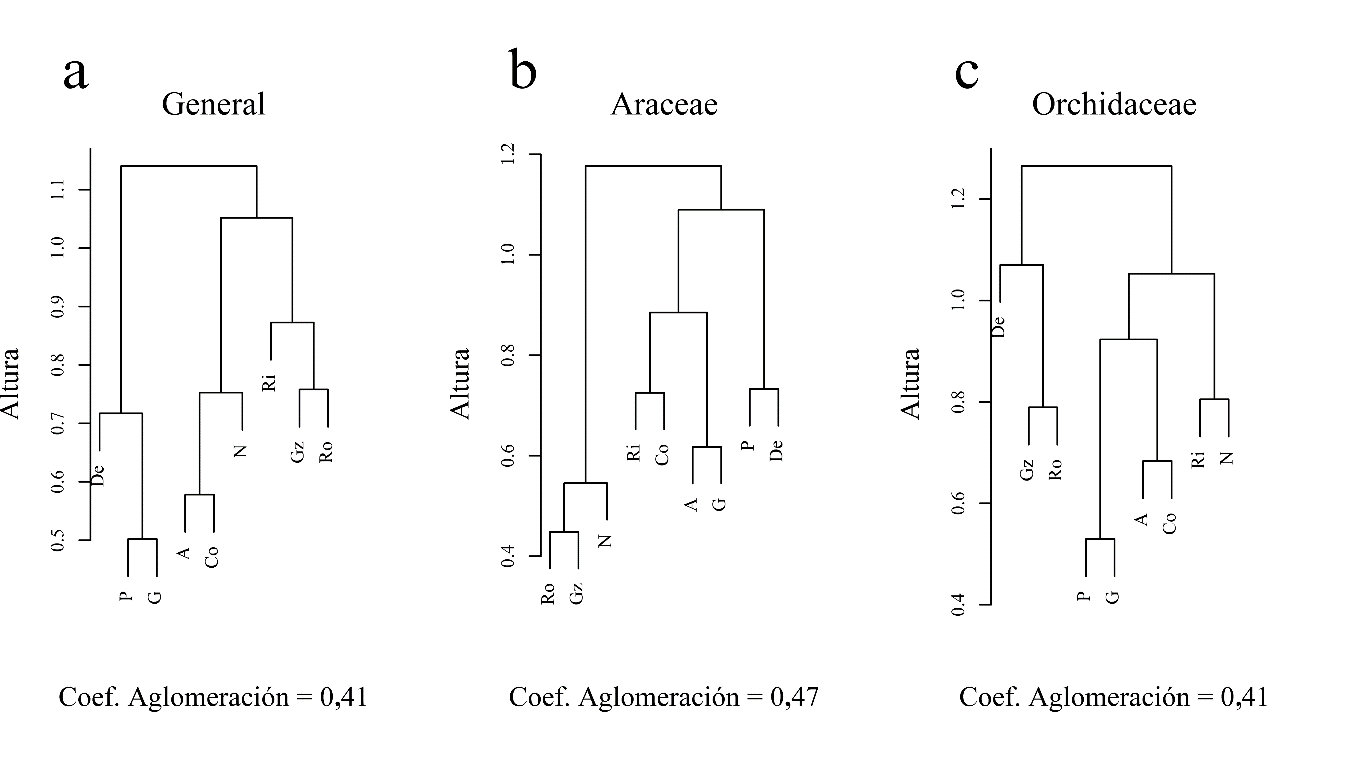 a
General
Altura
1.1
1.0
0.9
0.8
0.7
0.6
0.5
De
P
G
A
Co
N
Ri
Gz
Ro
Coef. Aglomeración = 0,41
b
Araceae
Altura
1.2
1.0
0.8
0.6
0.4
Ro
Gz
N
Ri
Co
A
G
P
De
Coef. Aglomeración = 0,47
c
Orchidaceae
Altura
1.2
1.0
0.8
0.6
0.4
De
Gz
Ro
P
G
A
Co
Ri
N
Coef. Aglomeración = 0,41